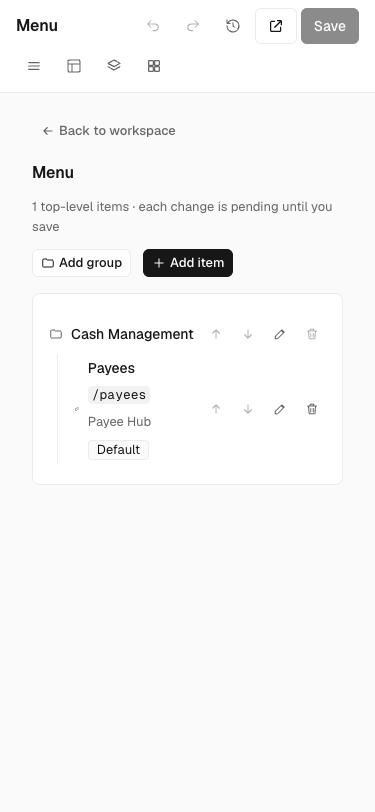 Menu
Save
Back to workspace
Menu
1 top-level items · each change is pending until you
save
Add group
Add item
Cash Management
Payees
/payees
Payee Hub
Default